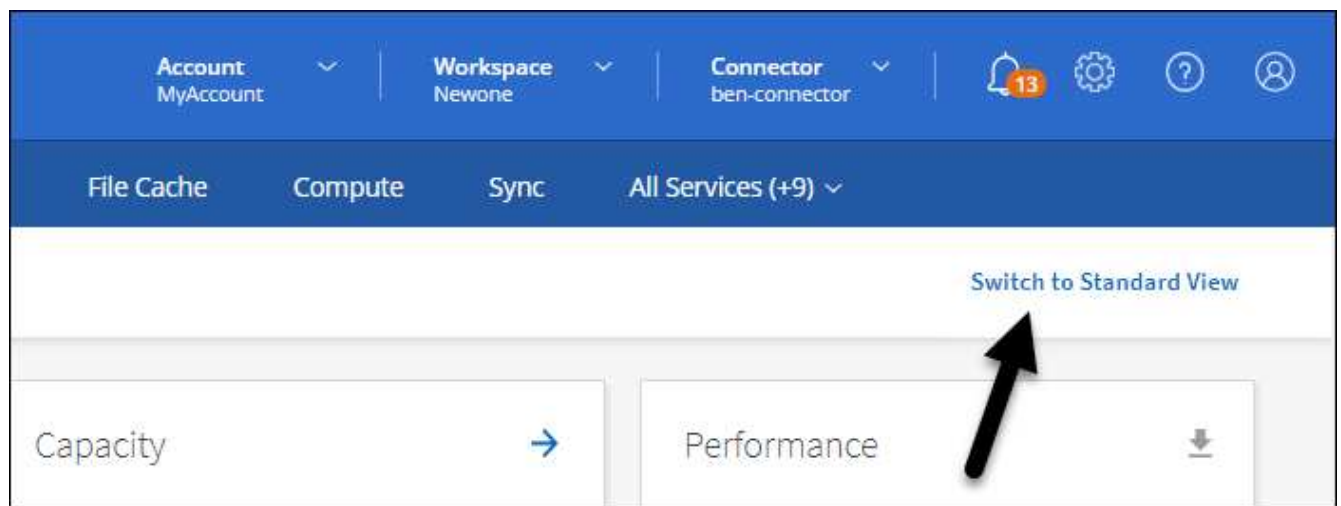 Account Workspace Connector
MyAccount Newone ben-connector
13
?
File Cache Compute Sync All Services (+9)
Switch to Standard View
Capacity Performance